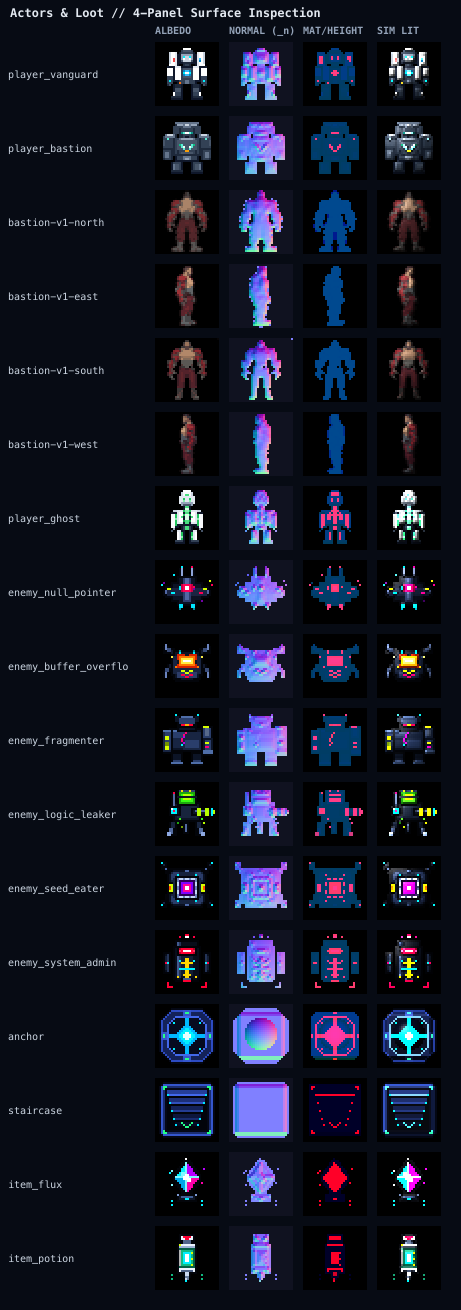 Actors & Loot // 4-Panel Surface Inspection
ALBEDO NORMAL (_n) MAT/HEIGHT SIM LIT
player_vanguard
player_bastion
bastion-v1-north
bastion-v1-east
bastion-v1-south
bastion-v1-west
player_ghost
enemy_null_pointer
enemy_buffer_overflo
enemy_fragmenter
enemy_logic_leaker
enemy_seed_eater
enemy_system_admin
anchor
staircase
item_flux
item_potion